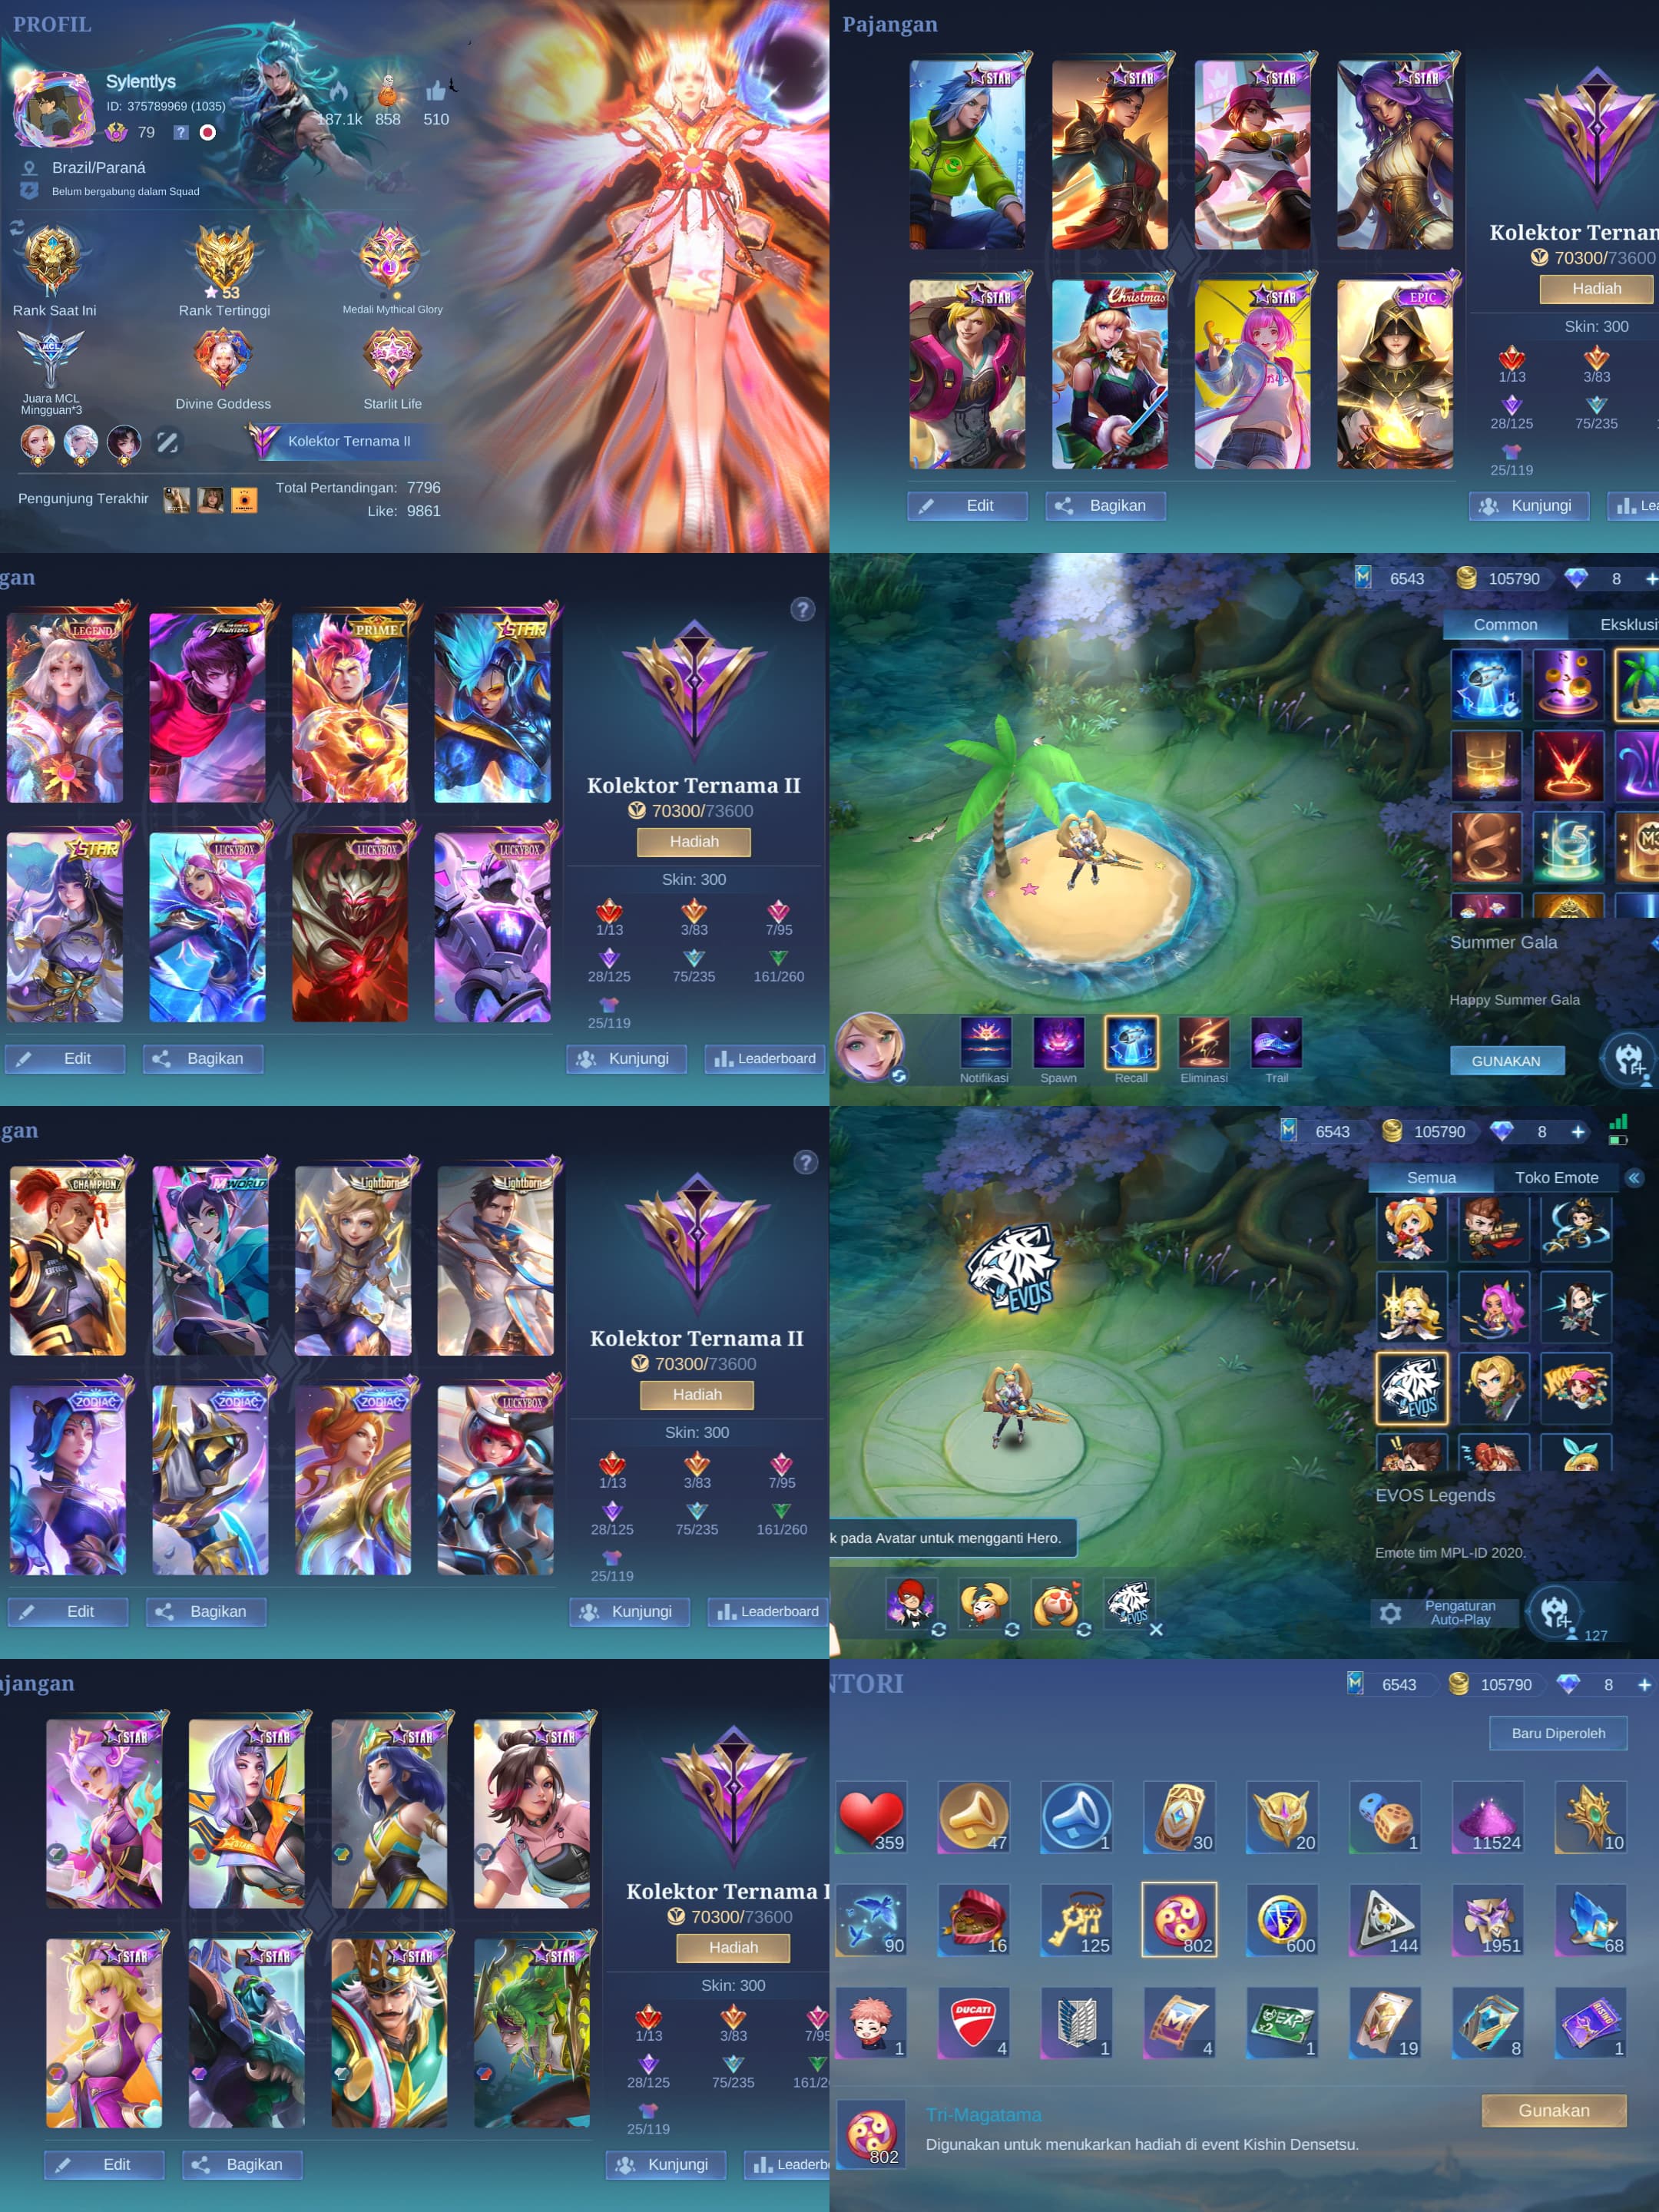 PROFIL
Sylentlys
ID: 375789969 (1035)
79
187.1k 858 510
Brazil/Paraná
Belum bergabung dalam Squad
IV
53
1
Rank Saat Ini
Rank Tertinggi
Medali Mythical Glory
MCL
Juara MCL
Mingguan*3
Divine Goddess
Starlit Life
Kolektor Ternama II
Pengunjung Terakhir
Total Pertandingan: 7796
Like: 9861
Pajangan
STAR STAR STAR STAR
STAR Christmas STAR EPIC
Kolektor Ternam
70300/73600
Hadiah
Skin: 300
1/13 3/83
28/125 75/235
25/119
Edit Bagikan Kunjungi Lea
gan
?
LEGEND PRIME STAR
STAR LUCKYBOX LUCKYBOX LUCKYBOX
Kolektor Ternama II
70300/73600
Hadiah
Skin: 300
1/13 3/83 7/95
28/125 75/235 161/260
25/119
Edit Bagikan Kunjungi Leaderboard
6543 105790 8 +
Common Eksklusi
Summer Gala
Happy Summer Gala
Notifikasi Spawn Recall Eliminasi Trail
GUNAKAN
gan
?
CHAMPION MWORLD Lightborn Lightborn
ZODIAC ZODIAC ZODIAC LUCKYBOX
Kolektor Ternama II
70300/73600
Hadiah
Skin: 300
1/13 3/83 7/95
28/125 75/235 161/260
25/119
Edit Bagikan Kunjungi Leaderboard
6543 105790 8 +
Semua Toko Emote
EVOS
EVOS
EVOS Legends
Emote tim MPL-ID 2020.
k pada Avatar untuk mengganti Hero.
EVOS
Pengaturan
Auto-Play
127
ajangan
STAR STAR STAR STAR
STAR STAR STAR STAR
Kolektor Ternama I
70300/73600
Hadiah
Skin: 300
1/13 3/83 7/95
28/125 75/235 161/2
25/119
Edit Bagikan Kunjungi Leaderb
NTORI
6543 105790 8 +
Baru Diperoleh
359 47 1 30 20 1 11524 10
90 16 125 802 600 144 1951 68
DUCATI
x2 EXP
1 4 1 4 1 19 8 1
802
Tri-Magatama
Digunakan untuk menukarkan hadiah di event Kishin Densetsu.
Gunakan